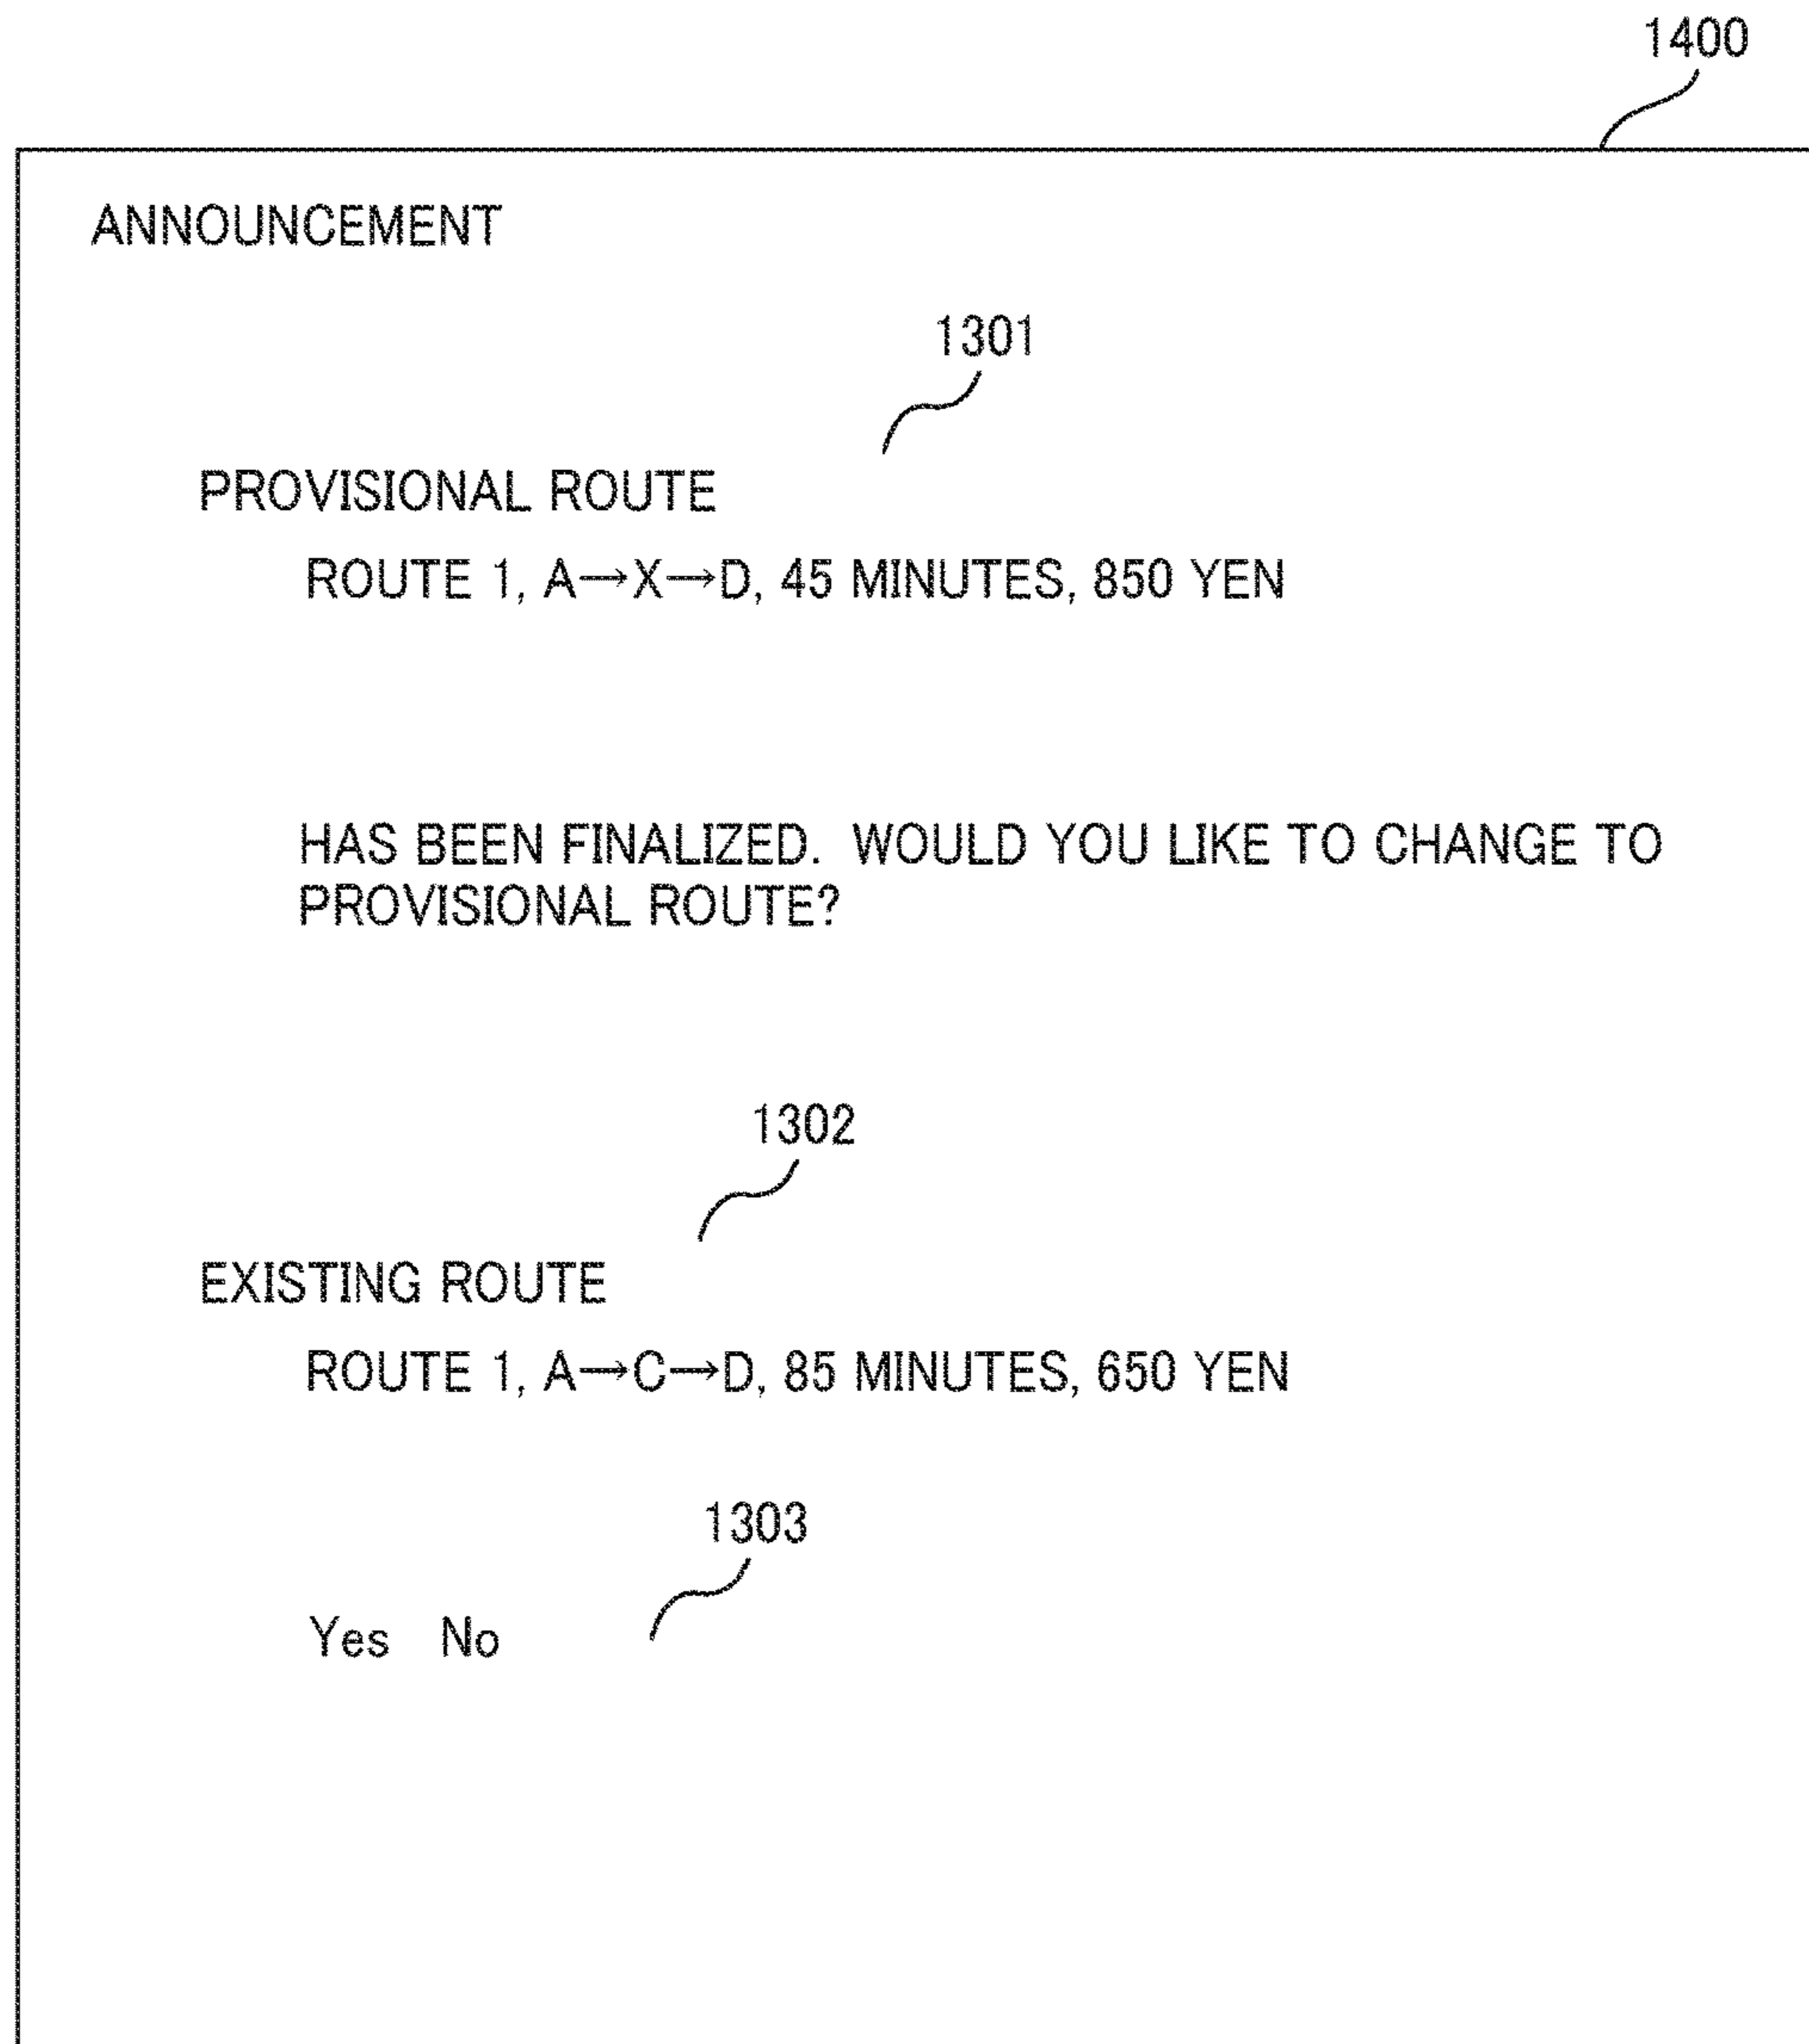 1400
ANNOUNCEMENT
1301
PROVISIONAL ROUTE
ROUTE 1, A→X→D, 45 MINUTES, 850 YEN
HAS BEEN FINALIZED. WOULD YOU LIKE TO CHANGE TO
PROVISIONAL ROUTE?
1302
EXISTING ROUTE
ROUTE 1, A→C→D, 85 MINUTES, 650 YEN
1303
Yes No